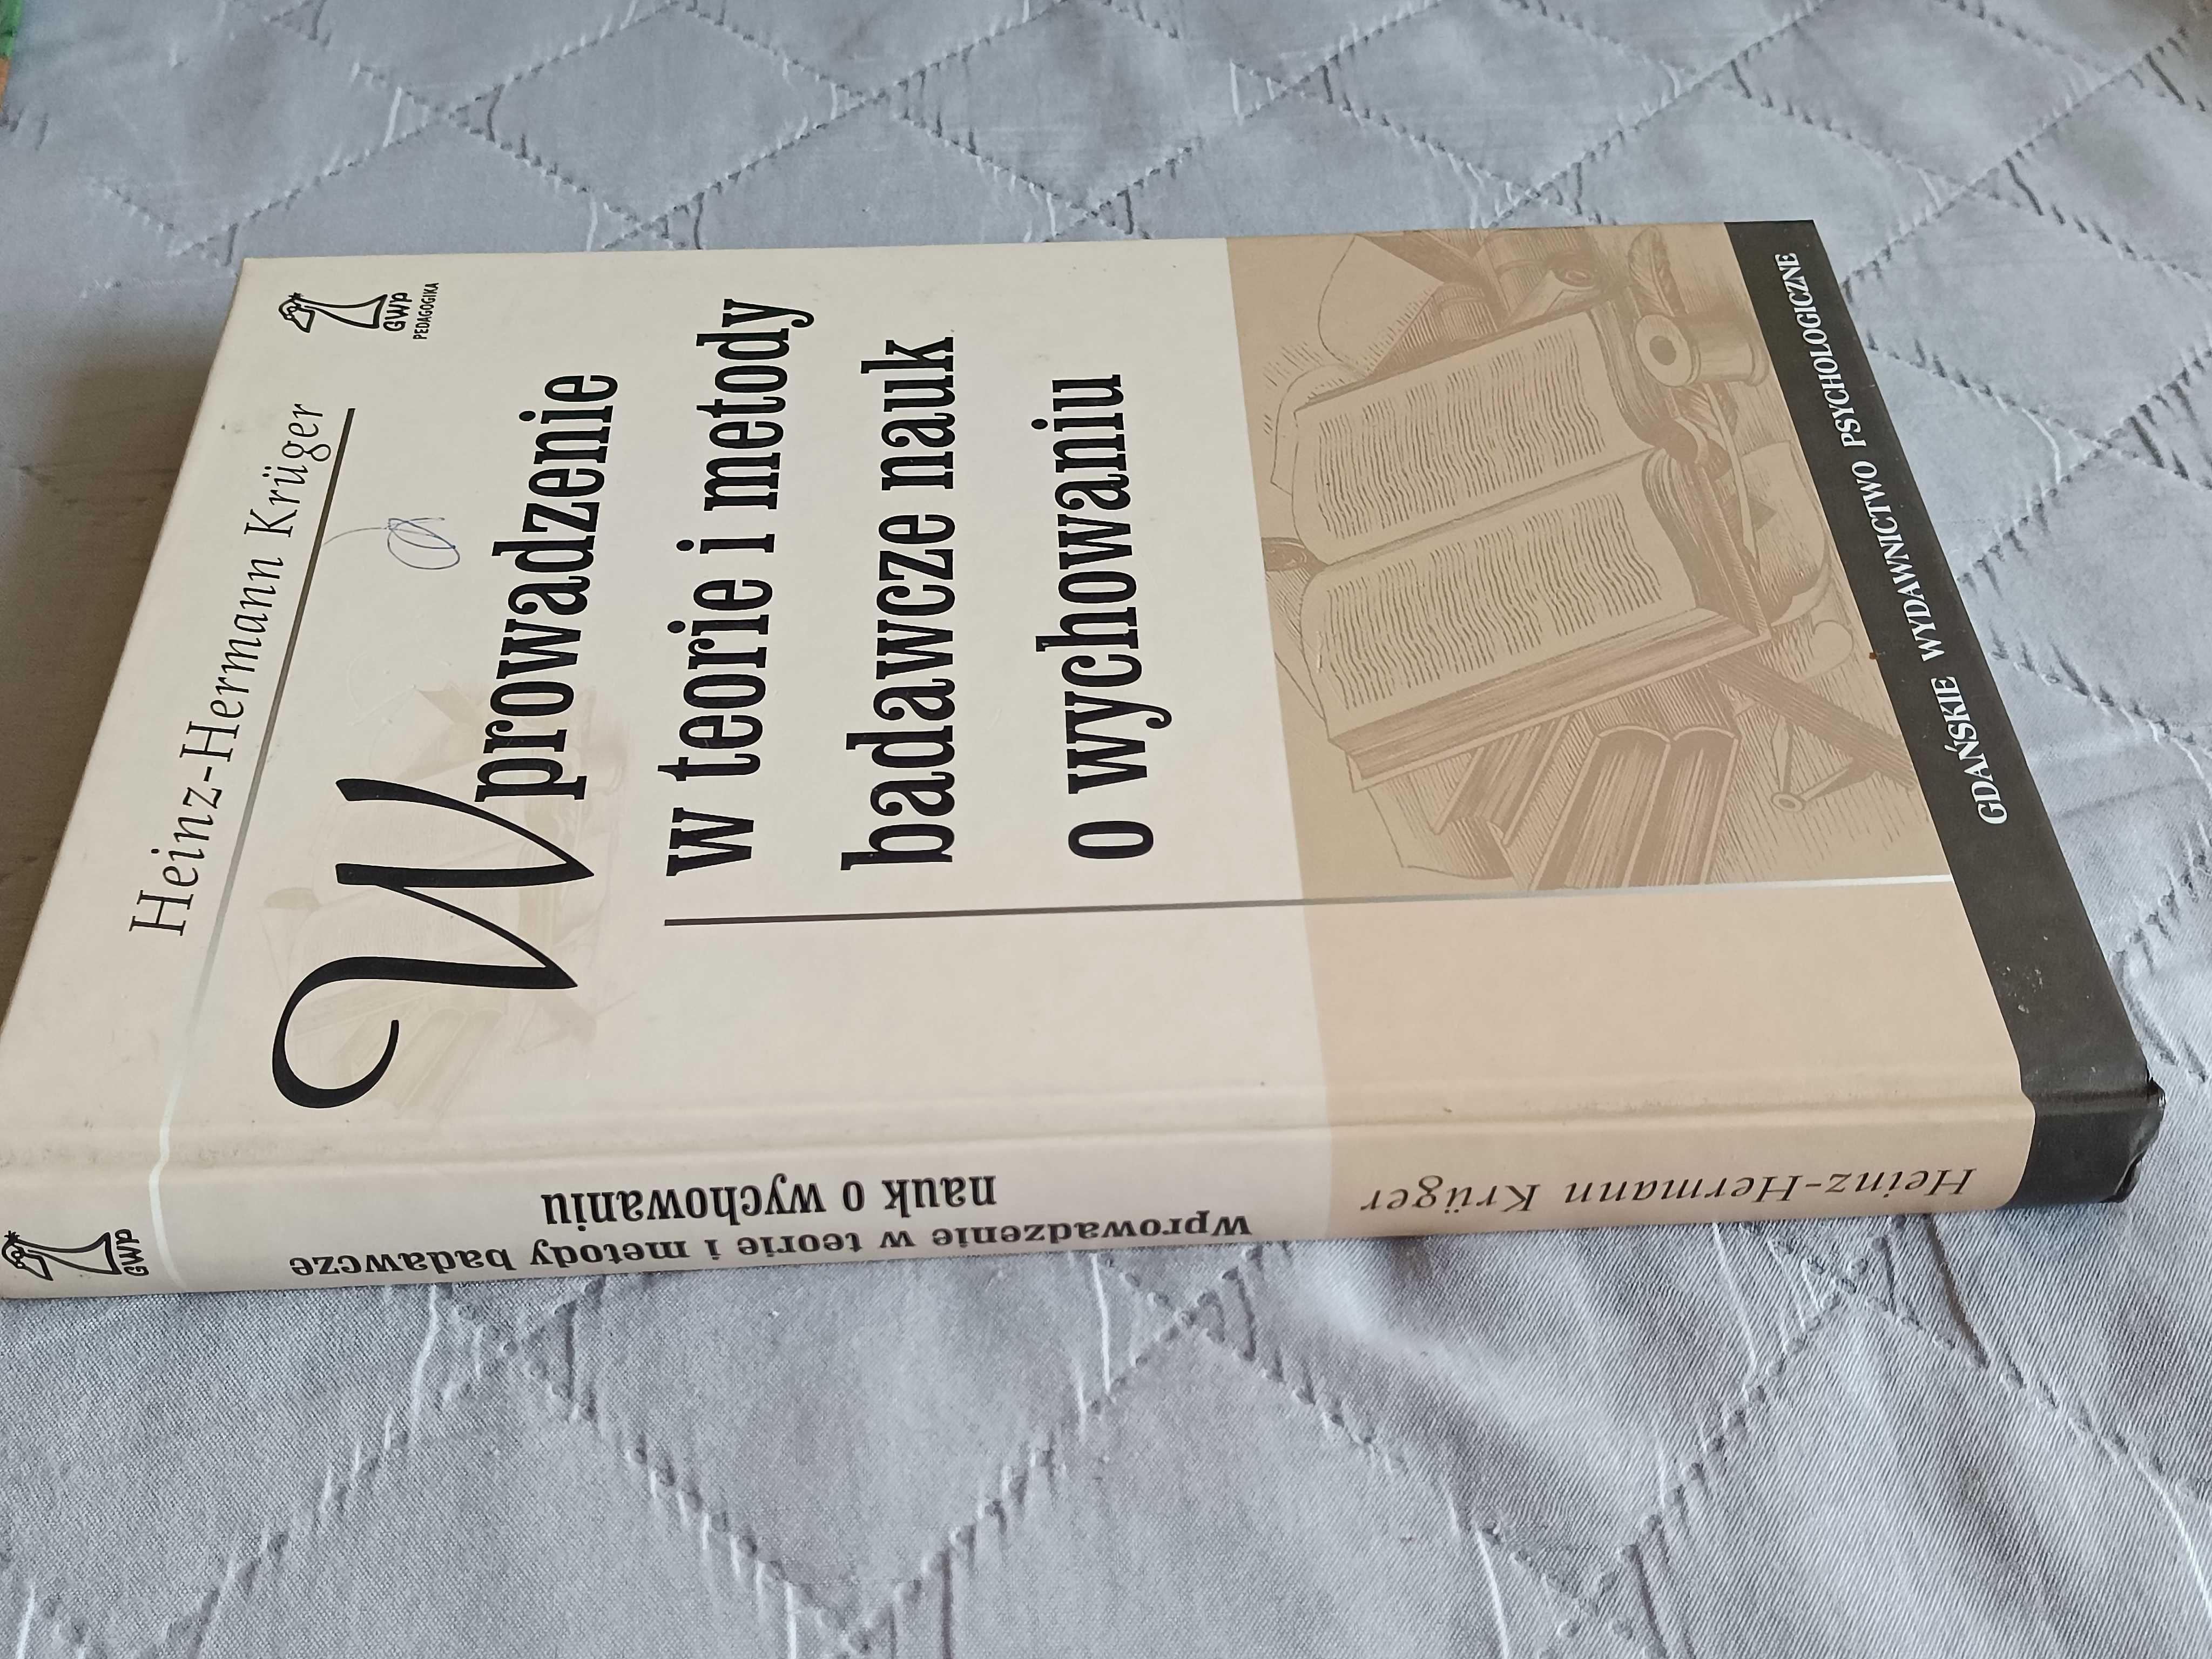 Heinz-Hermann Krüger
GWP
PEDAGOGIKA
Wprowadzenie
w teorie i metody
badawcze nauk
o wychowaniu
GDAŃSKIE WYDAWNICTWO PSYCHOLOGICZNE
Heinz-Hermann Krüger
Wprowadzenie w teorie i metody badawcze
nauk o wychowaniu
GWP